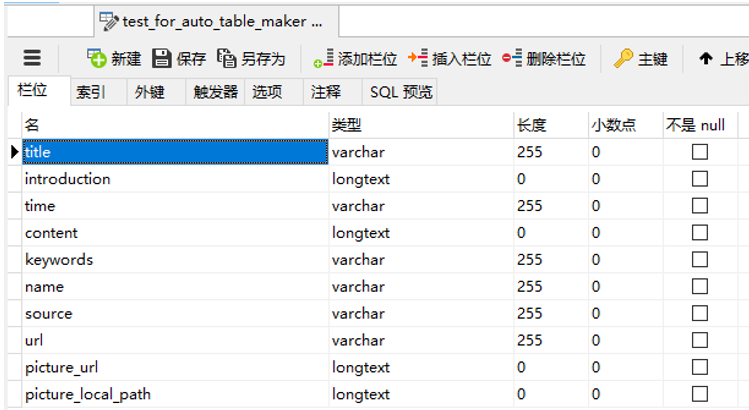 test_for_auto_table_maker ...
新建 保存 另存为 添加栏位 插入栏位 删除栏位 主键 上移
栏位 索引 外键 触发器 选项 注释 SQL 预览
名 类型 长度 小数点 不是 null
title varchar 255 0
introduction longtext 0 0
time varchar 255 0
content longtext 0 0
keywords varchar 255 0
name varchar 255 0
source varchar 255 0
url varchar 255 0
picture_url longtext 0 0
picture_local_path longtext 0 0